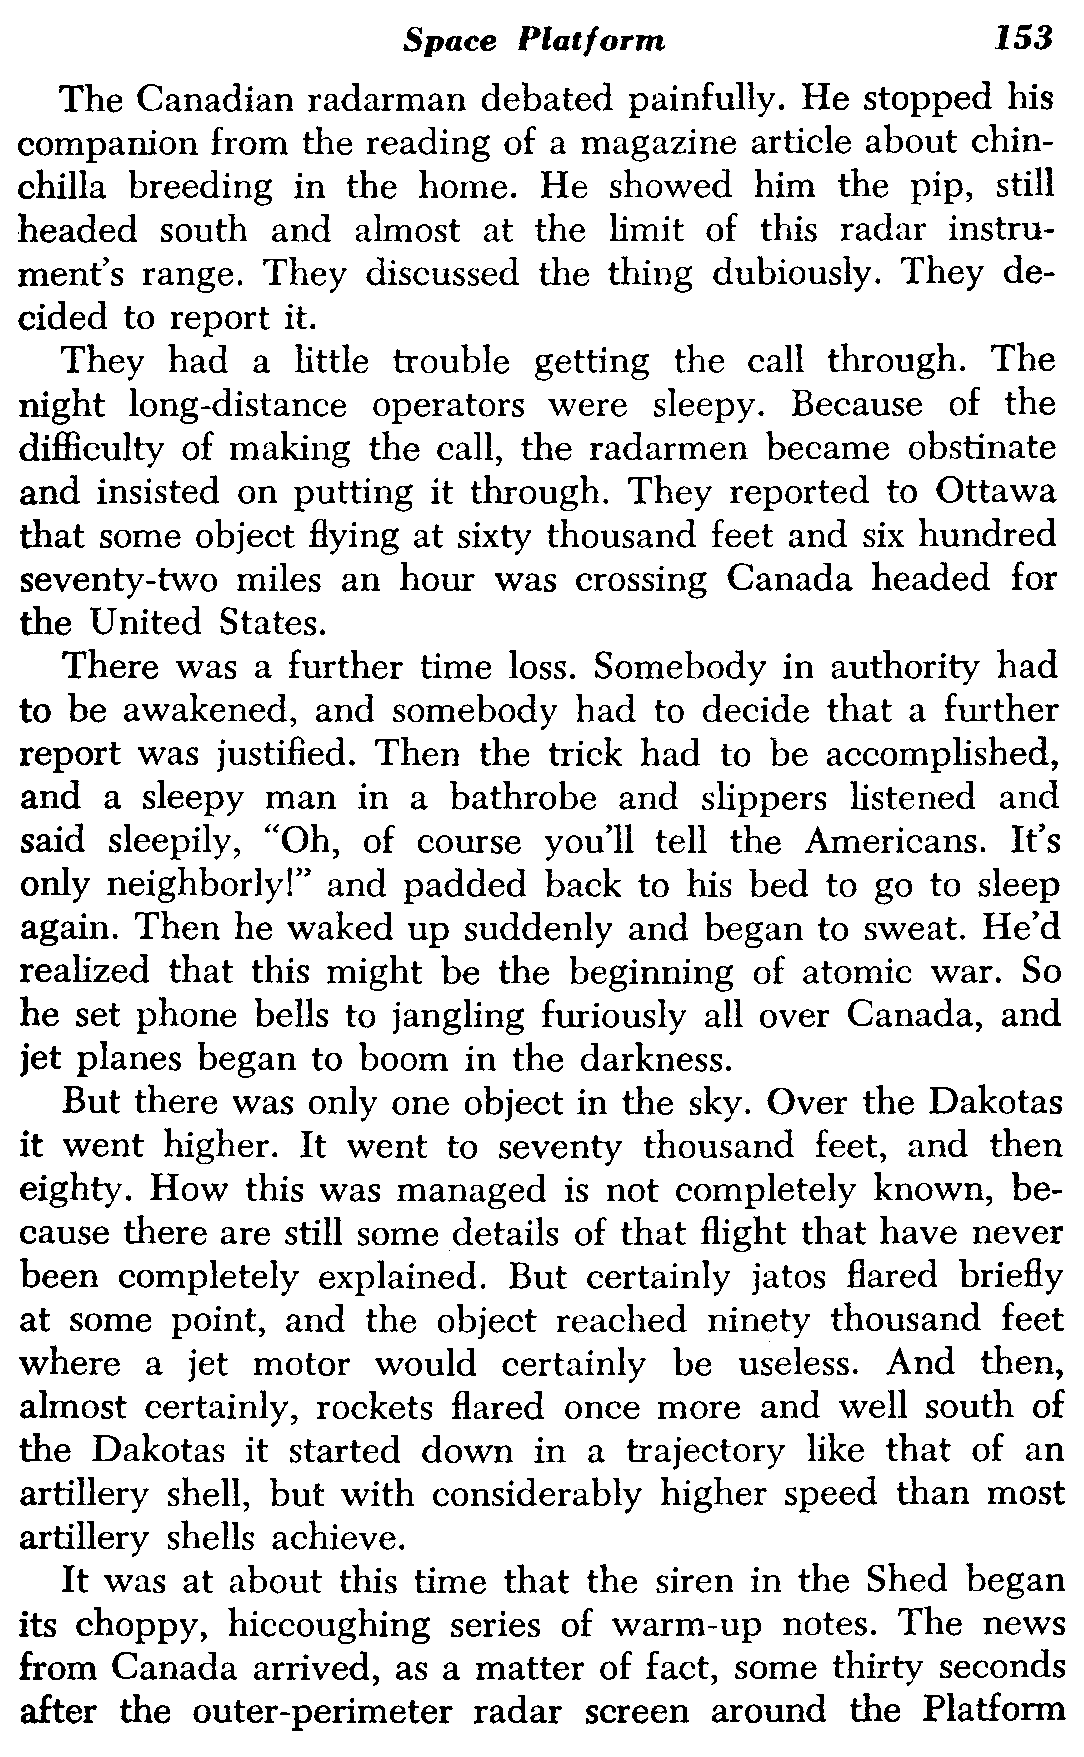 Space Platform 153
The Canadian radarman debated painfully. He stopped his
companion from the reading of a magazine article about chin-
chilla breeding in the home. He showed him the pip, still
headed south and almost at the limit of this radar instru-
ment's range. They discussed the thing dubiously. They de-
cided to report it.
They had a little trouble getting the call through. The
night long-distance operators were sleepy. Because of the
difficulty of making the call, the radarmen became obstinate
and insisted on putting it through. They reported to Ottawa
that some object flying at sixty thousand feet and six hundred
seventy-two miles an hour was crossing Canada headed for
the United States.
There was a further time loss. Somebody in authority had
to be awakened, and somebody had to decide that a further
report was justified. Then the trick had to be accomplished,
and a sleepy man in a bathrobe and slippers listened and
said sleepily, “Oh, of course you'll tell the Americans. It's
only neighborly!” and padded back to his bed to go to sleep
again. Then he waked up suddenly and began to sweat. He'd
realized that this might be the beginning of atomic war. So
he set phone bells to jangling furiously all over Canada, and
jet planes began to boom in the darkness.
But there was only one object in the sky. Over the Dakotas
it went higher. It went to seventy thousand feet, and then
eighty. How this was managed is not completely known, be-
cause there are still some details of that flight that have never
been completely explained. But certainly jatos flared briefly
at some point, and the object reached ninety thousand feet
where a jet motor would certainly be useless. And then,
almost certainly, rockets flared once more and well south of
the Dakotas it started down in a trajectory like that of an
artillery shell, but with considerably higher speed than most
artillery shells achieve.
It was at about this time that the siren in the Shed began
its choppy, hiccoughing series of warm-up notes. The news
from Canada arrived, as a matter of fact, some thirty seconds
after the outer-perimeter radar screen around the Platform